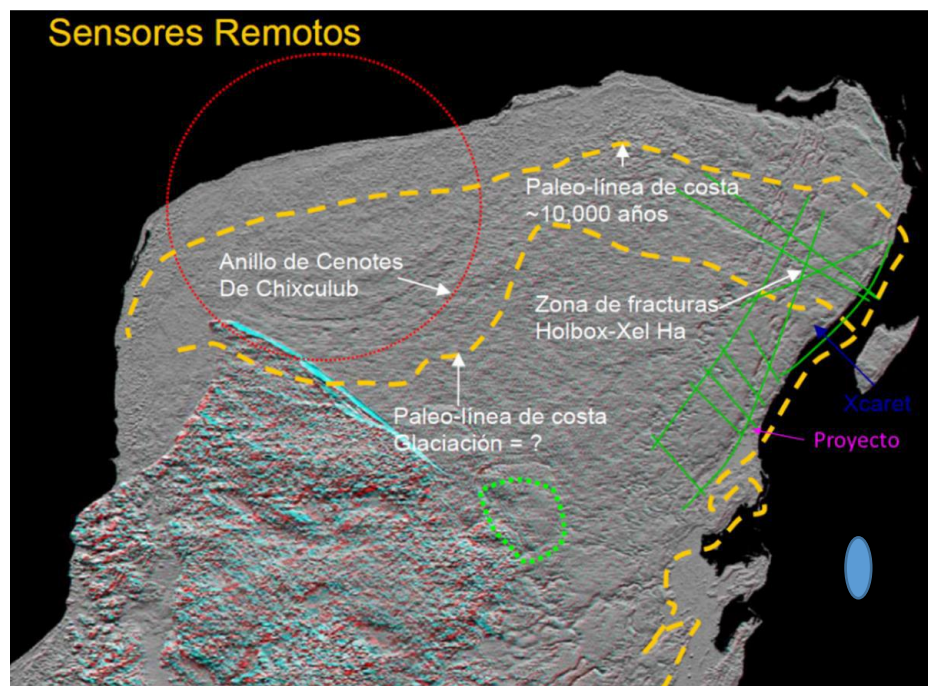 Sensores Remotos
Paleo-línea de costa
~10,000 años
Anillo de Cenotes
De Chixculub
Zona de fracturas
Holbox-Xel Ha
Xcaret
Paleo-línea de costa
Glaciación = ?
Proyecto